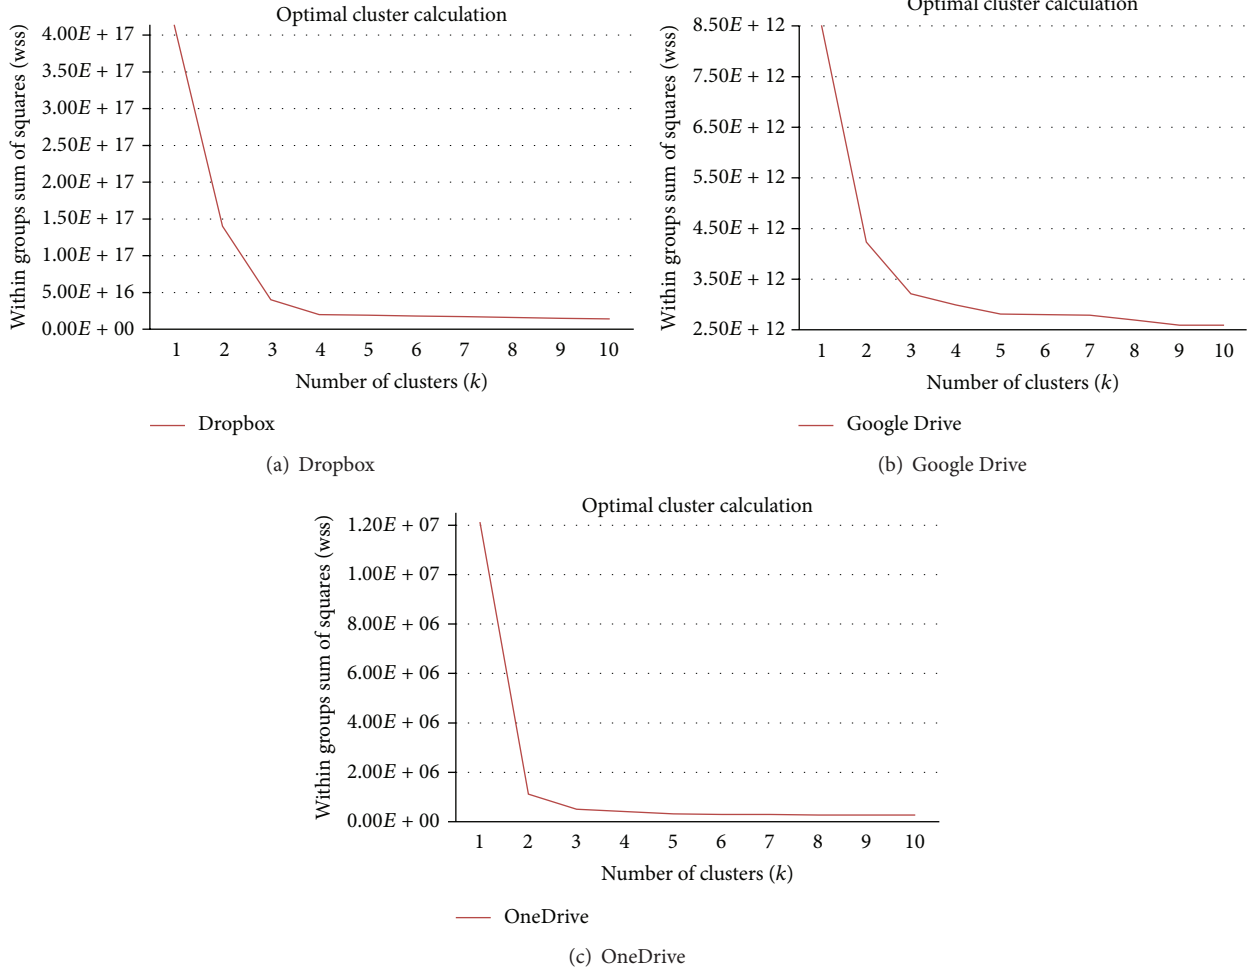 Optimal cluster calculation
Within groups sum of squares (wss)
4.00E + 17
3.50E + 17
3.00E + 17
2.50E + 17
2.00E + 17
1.50E + 17
1.00E + 17
5.00E + 16
0.00E + 00
1 2 3 4 5 6 7 8 9 10
Number of clusters (k)
Dropbox
(a) Dropbox
Optimal cluster calculation
Within groups sum of squares (wss)
8.50E + 12
7.50E + 12
6.50E + 12
5.50E + 12
4.50E + 12
3.50E + 12
2.50E + 12
1 2 3 4 5 6 7 8 9 10
Number of clusters (k)
Google Drive
(b) Google Drive
Optimal cluster calculation
Within groups sum of squares (wss)
1.20E + 07
1.00E + 07
8.00E + 06
6.00E + 06
4.00E + 06
2.00E + 06
0.00E + 00
1 2 3 4 5 6 7 8 9 10
Number of clusters (k)
OneDrive
(c) OneDrive